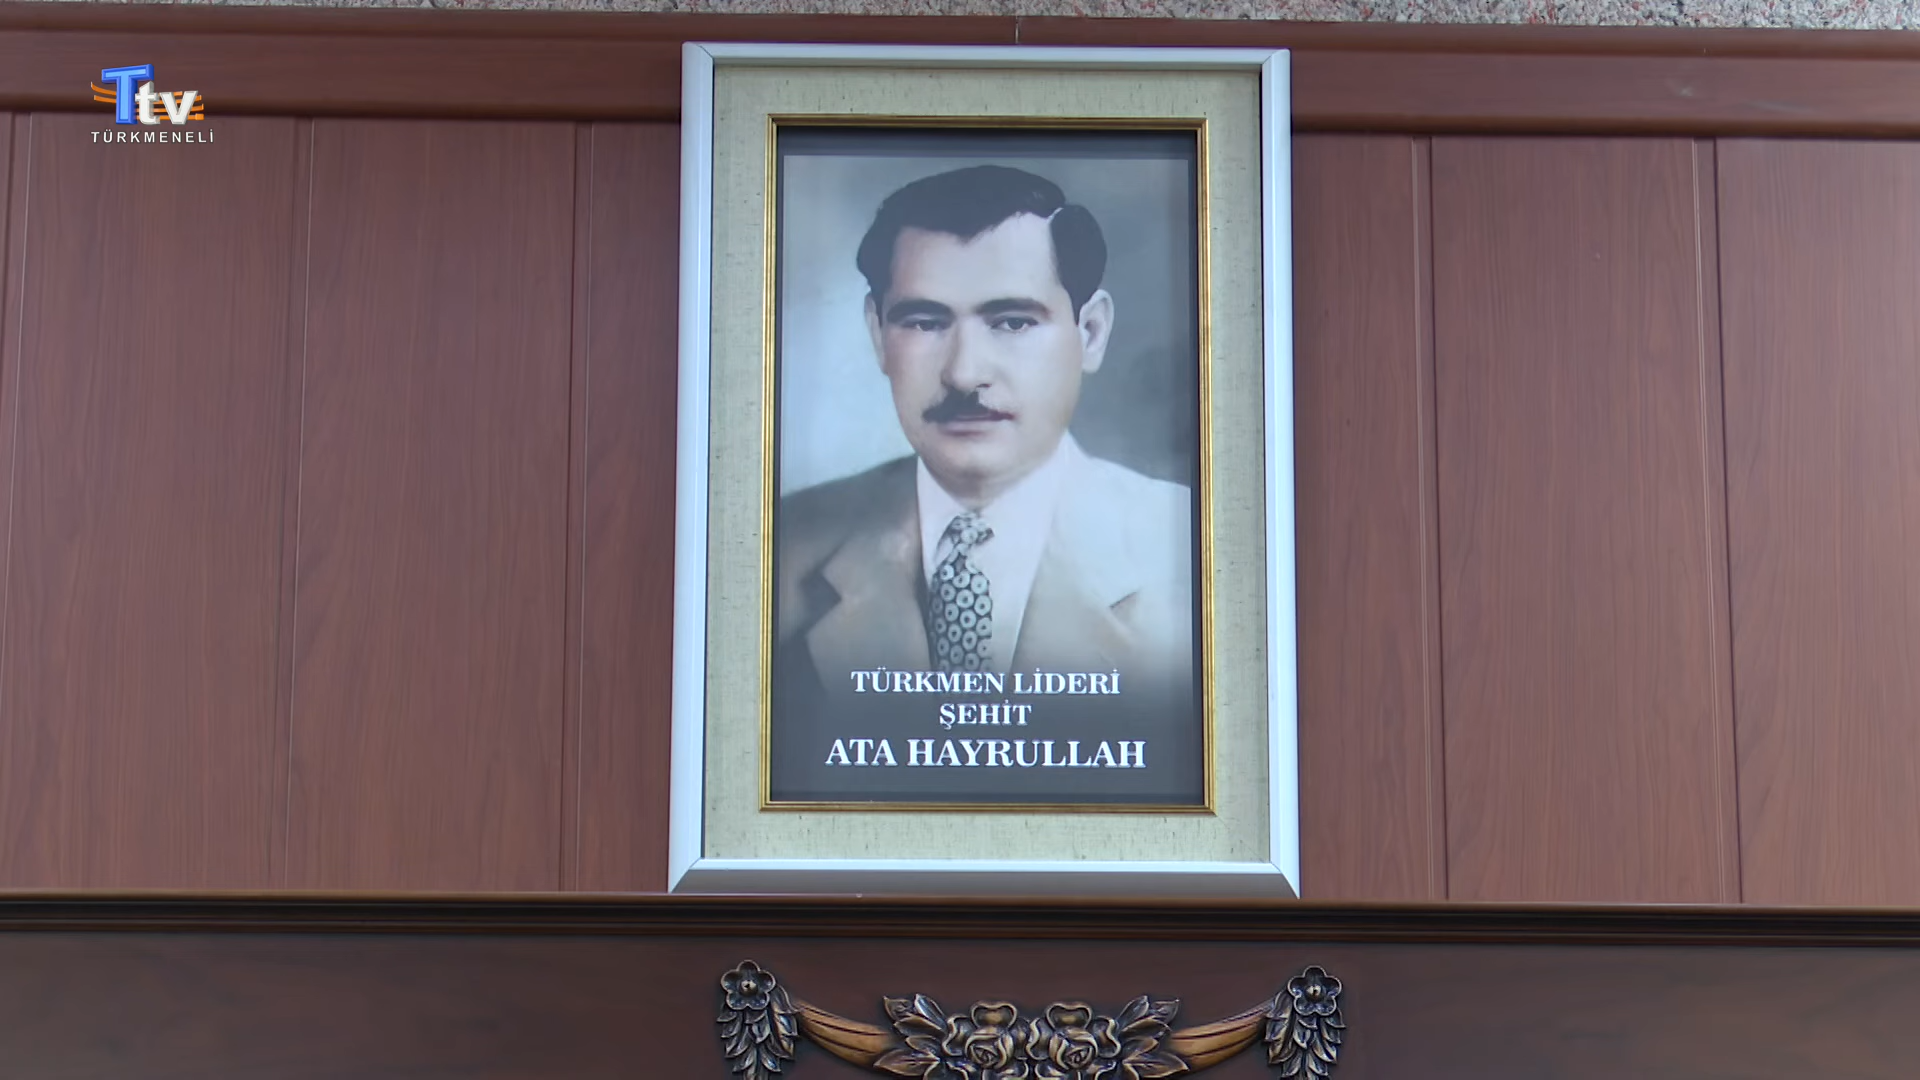 Ttv
TÜRKMENELİ
TÜRKMEN LİDERİ
ŞEHİT
ATA HAYRULLAH